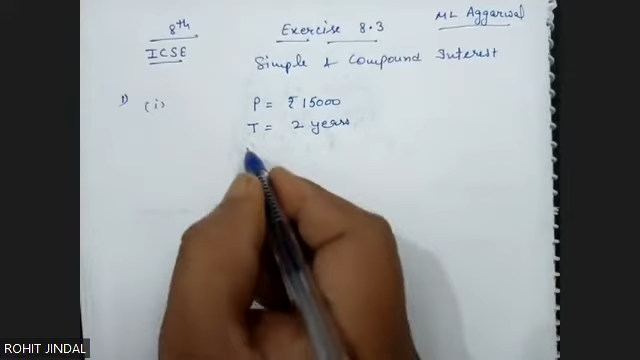 8th
ICSE
Exercise 8.3
ML Aggarwal
Simple & Compound Interest
1) (i)
P = ₹ 15000
T = 2 years
ROHIT JINDAL